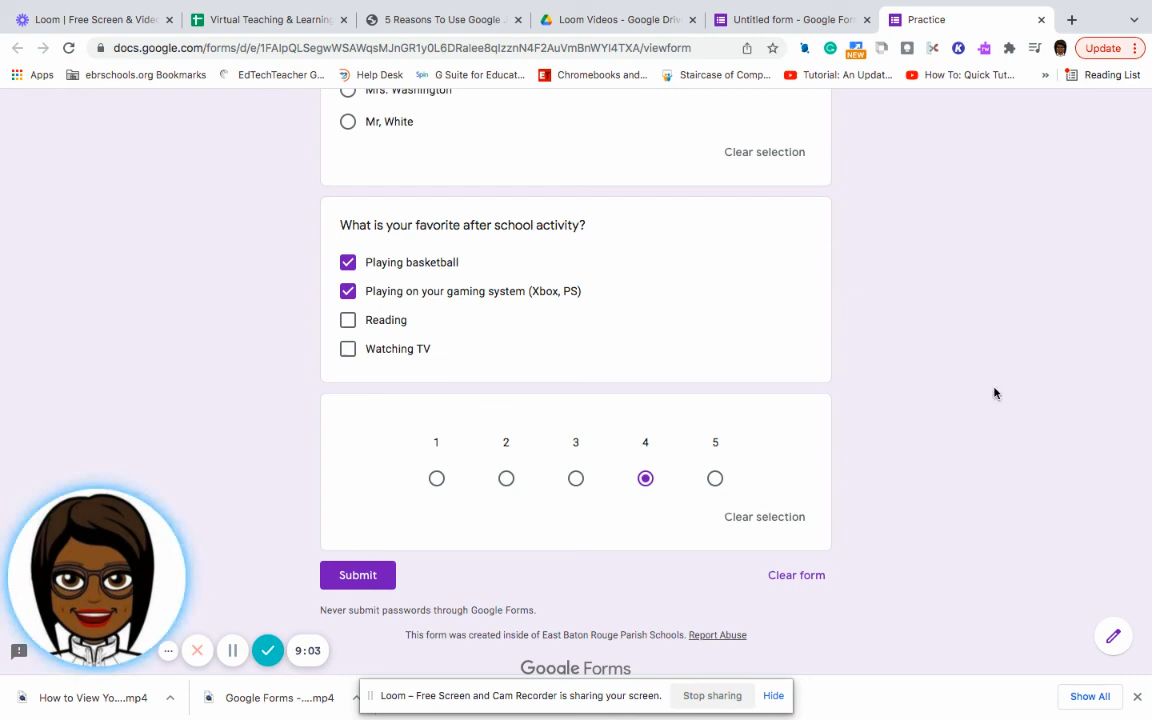 Loom | Free Screen & Vide
Virtual Teaching & Learning
5 Reasons To Use Google
Loom Videos - Google Driv
Untitled form - Google For
Practice
docs.google.com/forms/d/e/1FAIpQLSegwWSAWqsMJnGR1y0L6DRalee8qIzznN4F2AuVmBnWYI4TXA/viewform
NEW
Update
Apps
ebrschools.org Bookmarks
EdTechTeacher G...
Help Desk
G Suite for Educat...
Chromebooks and...
Staircase of Comp...
Tutorial: An Updat...
How To: Quick Tut...
Reading List
Mrs. Washington
Mr, White
Clear selection
What is your favorite after school activity?
Playing basketball
Playing on your gaming system (Xbox, PS)
Reading
Watching TV
1 2 3 4 5
Clear selection
Submit
Clear form
Never submit passwords through Google Forms.
This form was created inside of East Baton Rouge Parish Schools. Report Abuse
Google Forms
9:03
How to View Yo....mp4
Google Forms -....mp4
Loom – Free Screen and Cam Recorder is sharing your screen.
Stop sharing
Hide
Show All